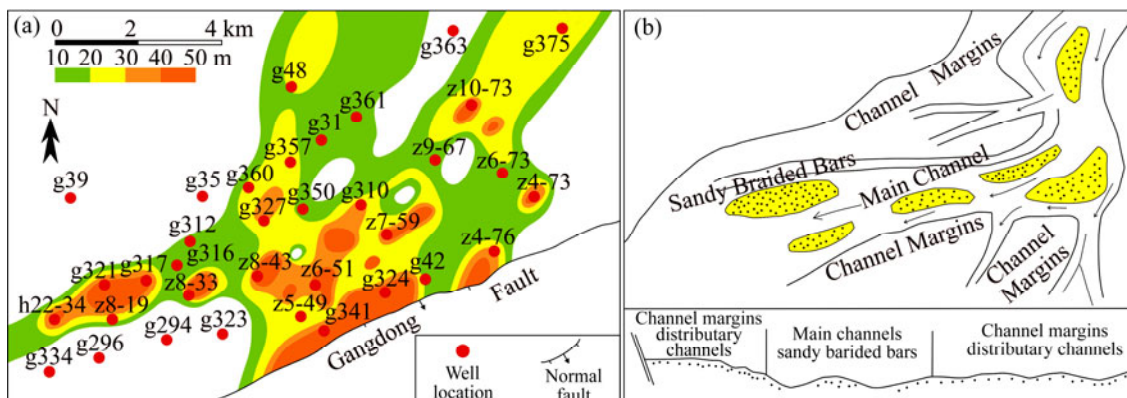 (a)
0 2 4 km
10 20 30 40 50 m
N
g363
g375
g48
z10-73
g361
g31
g357
z9-67
z6-73
g39
g35
g360
g350
g310
z4-73
g327
z7-59
g312
g316
z4-76
g321
g317
z8-43
z6-51
g324
g42
z8-33
h22-34
z8-19
z5-49
g341
g294
g323
g334
g296
Gangdong Fault
Well
location
Normal
fault
(b)
Channel Margins
Sandy Braided Bars
Main Channel
Channel Margins
Channel
Margins
Channel margins
distributary
channels
Main channels
sandy barided bars
Channel margins
distributary channels